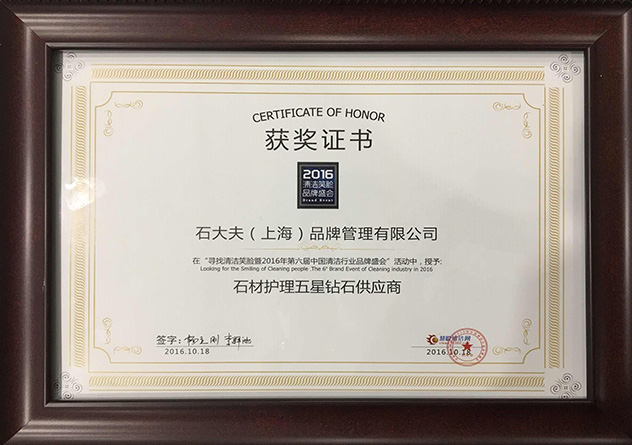 CERTIFICATE OF HONOR
获奖证书
2016
清洁笑脸
品牌盛会
Brand Event
石大夫（上海）品牌管理有限公司
在“寻找清洁笑脸暨2016年第六届中国清洁行业品牌盛会”活动中，授予:
Looking for the Smiling of Cleaning people ,The 6th Brand Event of Cleaning industry in 2016
石材护理五星钻石供应商
签字:
2016.10.18
2016.10.18